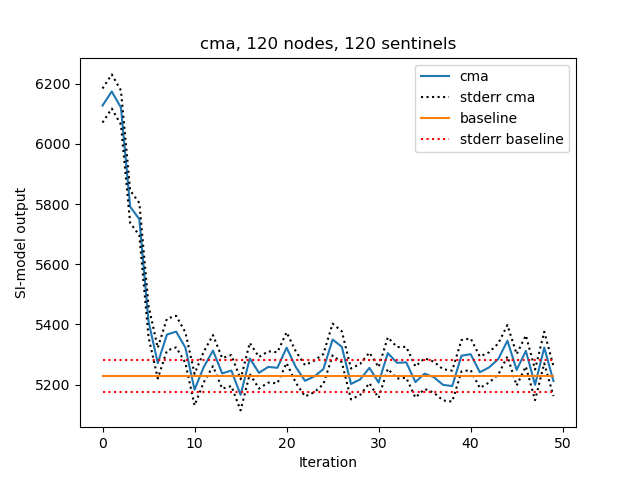 cma, 120 nodes, 120 sentinels
cma
stderr cma
baseline
stderr baseline
SI-model output
6200
6000
5800
5600
5400
5200
0
10
20
30
40
50
Iteration